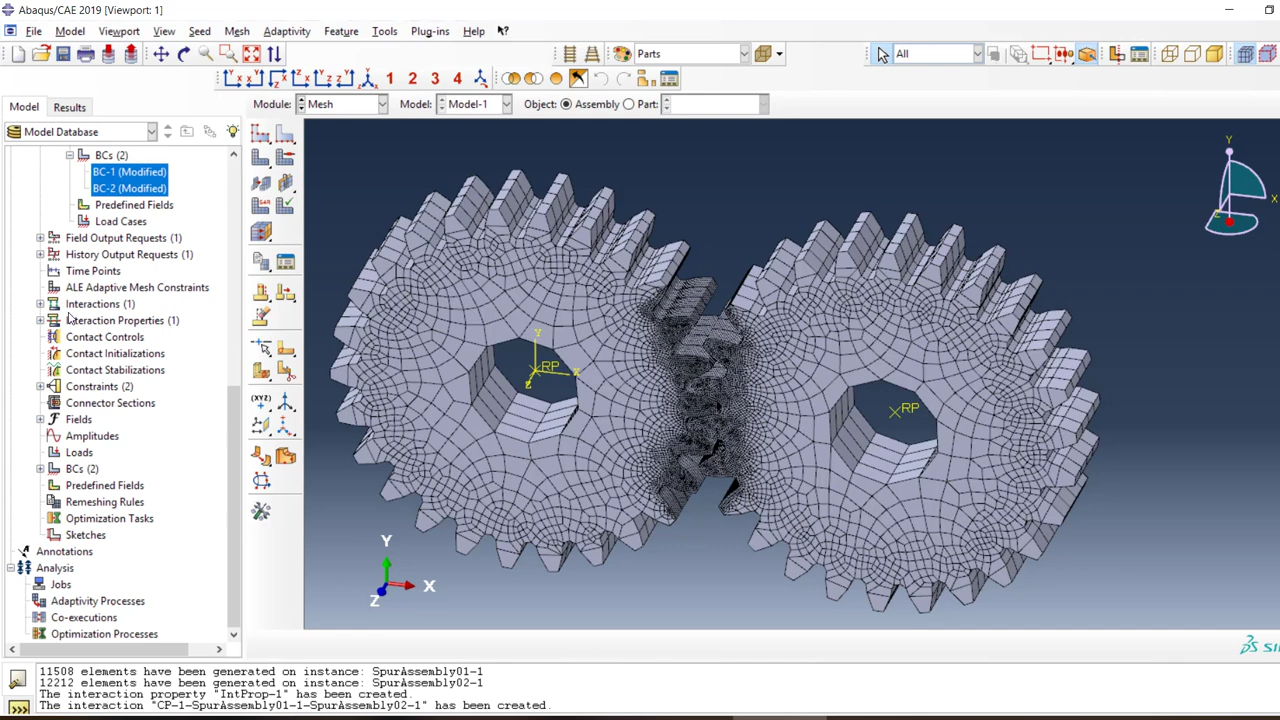 Abaqus/CAE 2019 [Viewport: 1]
File Model Viewport View Seed Mesh Adaptivity Feature Tools Plug-ins Help
Parts All
1 2 3 4
Model Results Module: Mesh Model: Model-1 Object: Assembly Part:
Model Database
BCs (2)
BC-1 (Modified)
BC-2 (Modified)
Predefined Fields
Load Cases
Field Output Requests (1)
History Output Requests (1)
Time Points
ALE Adaptive Mesh Constraints
Interactions (1)
Interaction Properties (1)
Contact Controls
Contact Initializations
Contact Stabilizations
Constraints (2)
Connector Sections
Fields
Amplitudes
Loads
BCs (2)
Predefined Fields
Remeshing Rules
Optimization Tasks
Sketches
Annotations
Analysis
Jobs
Adaptivity Processes
Co-executions
Optimization Processes
Y
X
Z
Y
RP
X
Z
RP
Y
X
Z
11508 elements have been generated on instance: SpurAssembly01-1
12212 elements have been generated on instance: SpurAssembly02-1
The interaction property "IntProp-1" has been created.
The interaction "CP-1-SpurAssembly01-1-SpurAssembly02-1" has been created.